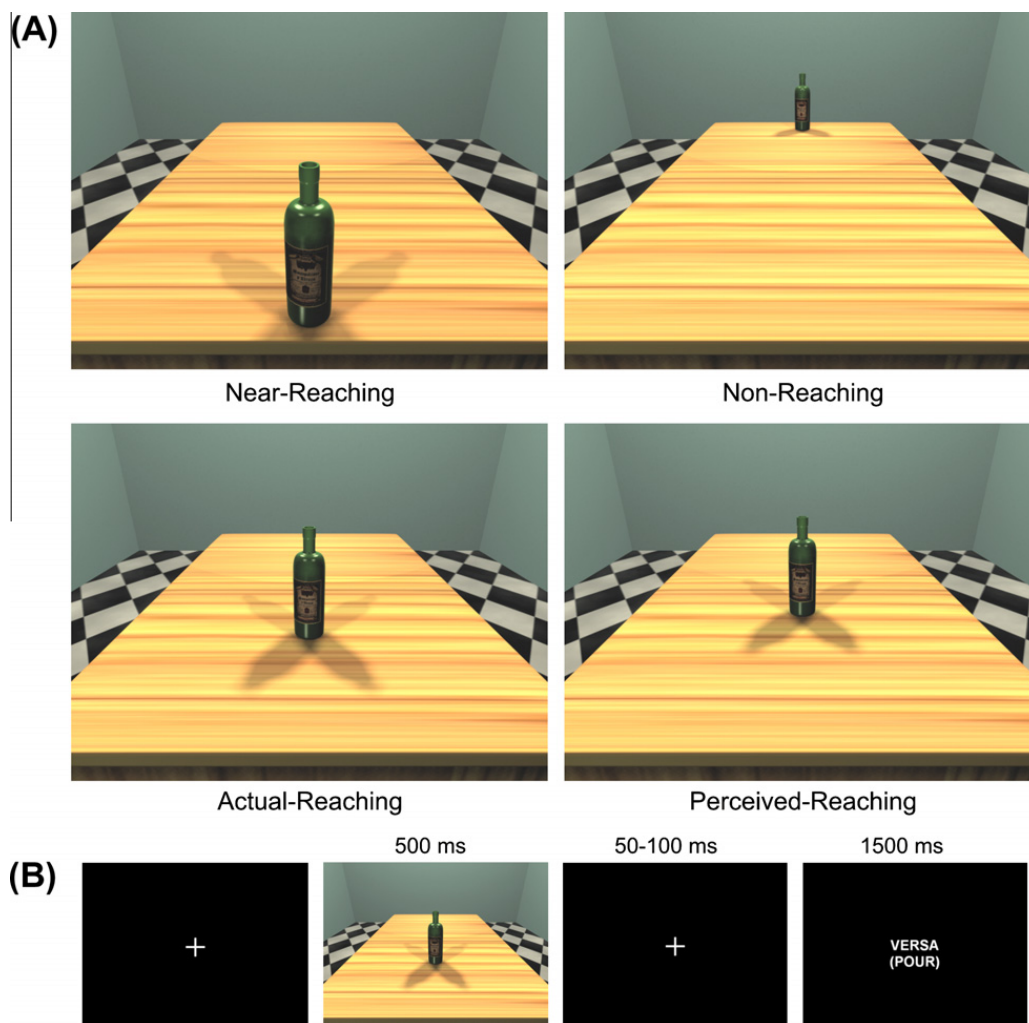 (A)
Near-Reaching
Non-Reaching
Actual-Reaching
Perceived-Reaching
(B)
500 ms
50-100 ms
1500 ms
VERSA
(POUR)